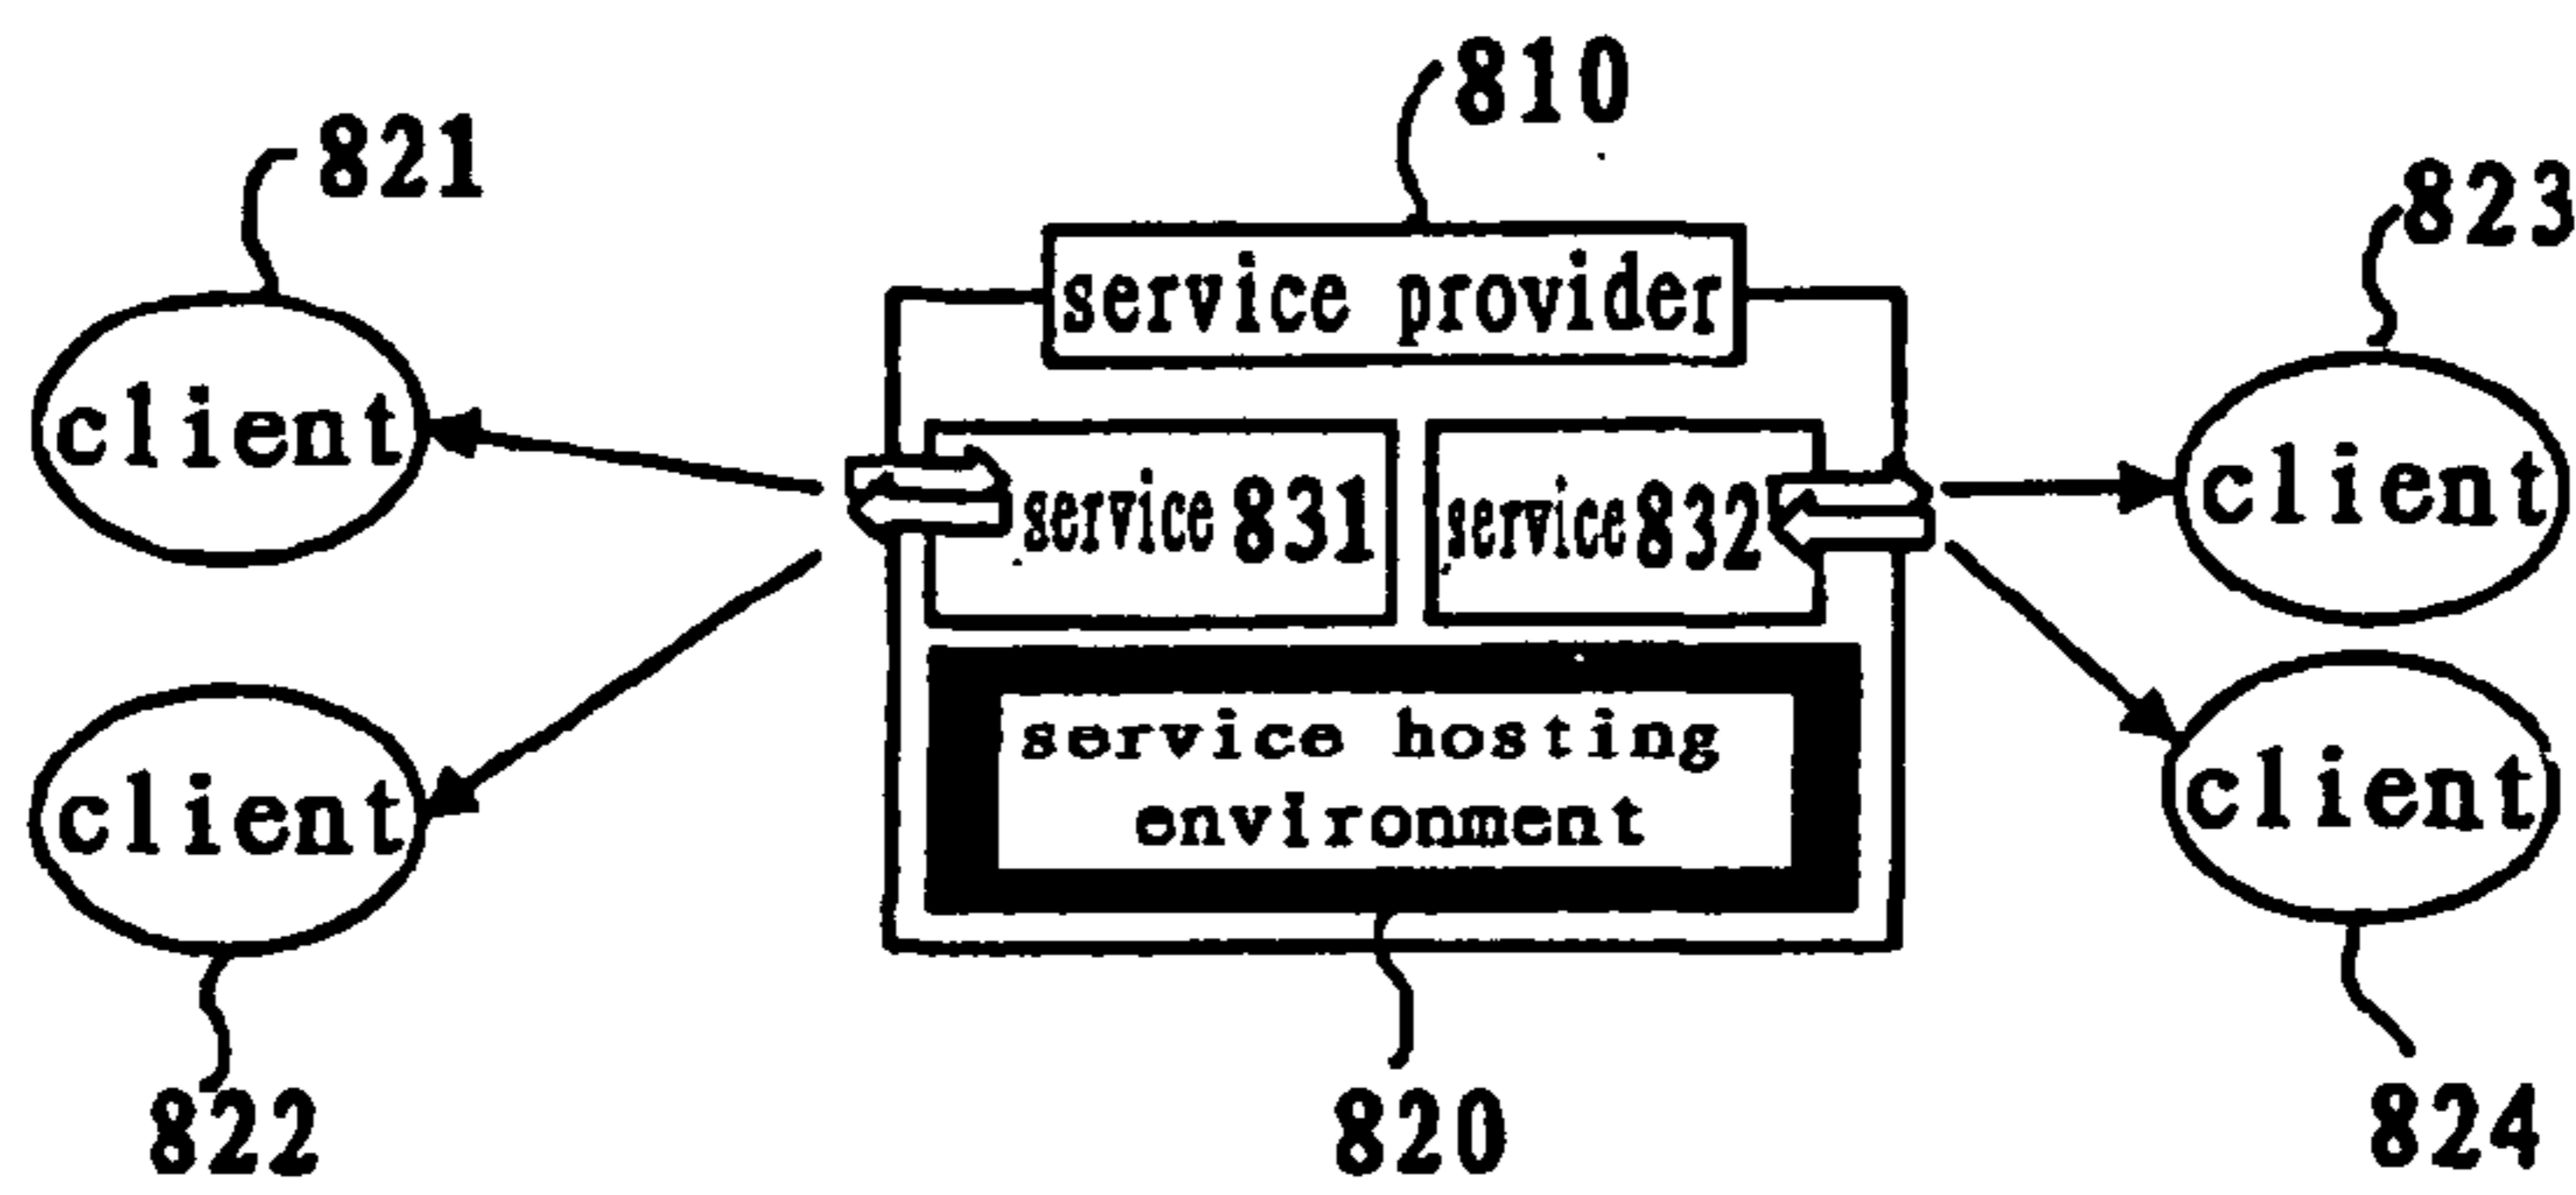 810
821
823
service provider
client
client
service 831
service 832
service hosting
environment
client
client
822
820
824